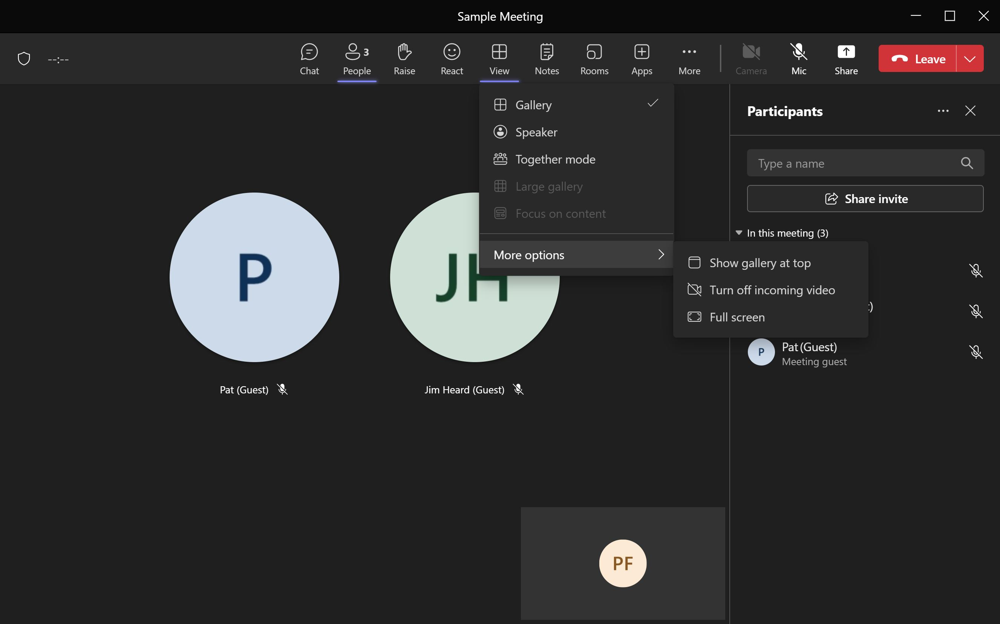 Sample Meeting
--:--
Chat
People 3
Raise
React
View
Notes
Rooms
Apps
More
Camera
Mic
Share
Leave
Gallery
Speaker
Together mode
Large gallery
Focus on content
More options
Show gallery at top
Turn off incoming video
Full screen
Participants
Type a name
Share invite
In this meeting (3)
P
Pat (Guest)
Meeting guest
P
Pat (Guest)
JH
Jim Heard (Guest)
PF